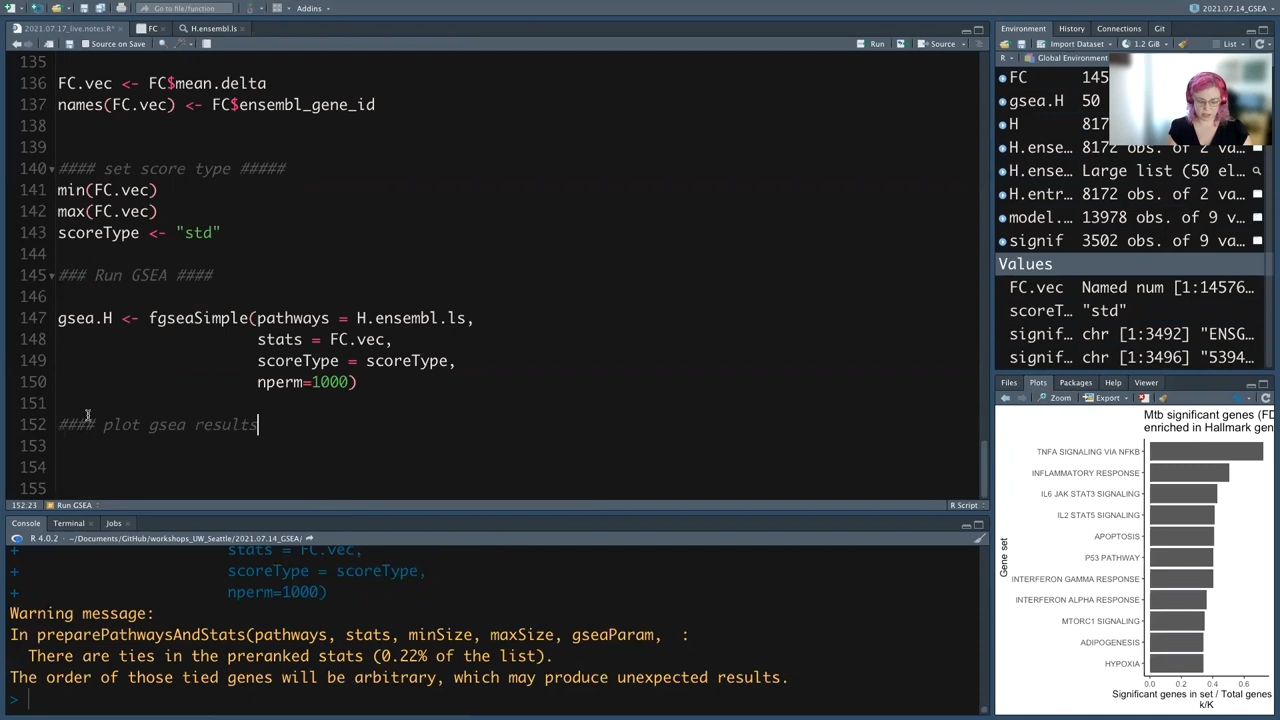 Go to file/function
Addins
2021.07.14_GSEA
2021.07.17_live.notes.R*
FC
H.ensembl.ls
Source on Save
Run
Source
135
136 FC.vec <- FC$mean.delta
137 names(FC.vec) <- FC$ensembl_gene_id
138
139
140 #### set score type #####
141 min(FC.vec)
142 max(FC.vec)
143 scoreType <- "std"
144
145 ### Run GSEA ####
146
147 gsea.H <- fgseaSimple(pathways = H.ensembl.ls,
148 stats = FC.vec,
149 scoreType = scoreType,
150 nperm=1000)
151
152 #### plot gsea results
153
154
155
152:23 Run GSEA R Script
Console Terminal Jobs
R 4.0.2 · ~/Documents/GitHub/workshops_UW_Seattle/2021.07.14_GSEA/
+ stats = FC.vec,
+ scoreType = scoreType,
+ nperm=1000)
Warning message:
In preparePathwaysAndStats(pathways, stats, minSize, maxSize, gseaParam, :
There are ties in the preranked stats (0.22% of the list).
The order of those tied genes will be arbitrary, which may produce unexpected results.
>
Environment History Connections Git
Import Dataset 1.2 GiB List
R Global Environment
FC 145
gsea.H 50
H 817
H.ense… 8172 obs. of 2 va…
H.ense… Large list (50 el…
H.entr… 8172 obs. of 2 va…
model.… 13978 obs. of 9 v…
signif 3502 obs. of 9 va…
Values
FC.vec Named num [1:14576…
scoreT… "std"
signif… chr [1:3492] "ENSG…
signif… chr [1:3496] "5394…
Files Plots Packages Help Viewer
Zoom Export
Mtb significant genes (FD
enriched in Hallmark gen
TNFA SIGNALING VIA NFKB
INFLAMMATORY RESPONSE
IL6 JAK STAT3 SIGNALING
IL2 STAT5 SIGNALING
APOPTOSIS
P53 PATHWAY
INTERFERON GAMMA RESPONSE
INTERFERON ALPHA RESPONSE
MTORC1 SIGNALING
ADIPOGENESIS
HYPOXIA
Gene set
0.0 0.2 0.4 0.6
Significant genes in set / Total genes
k/K